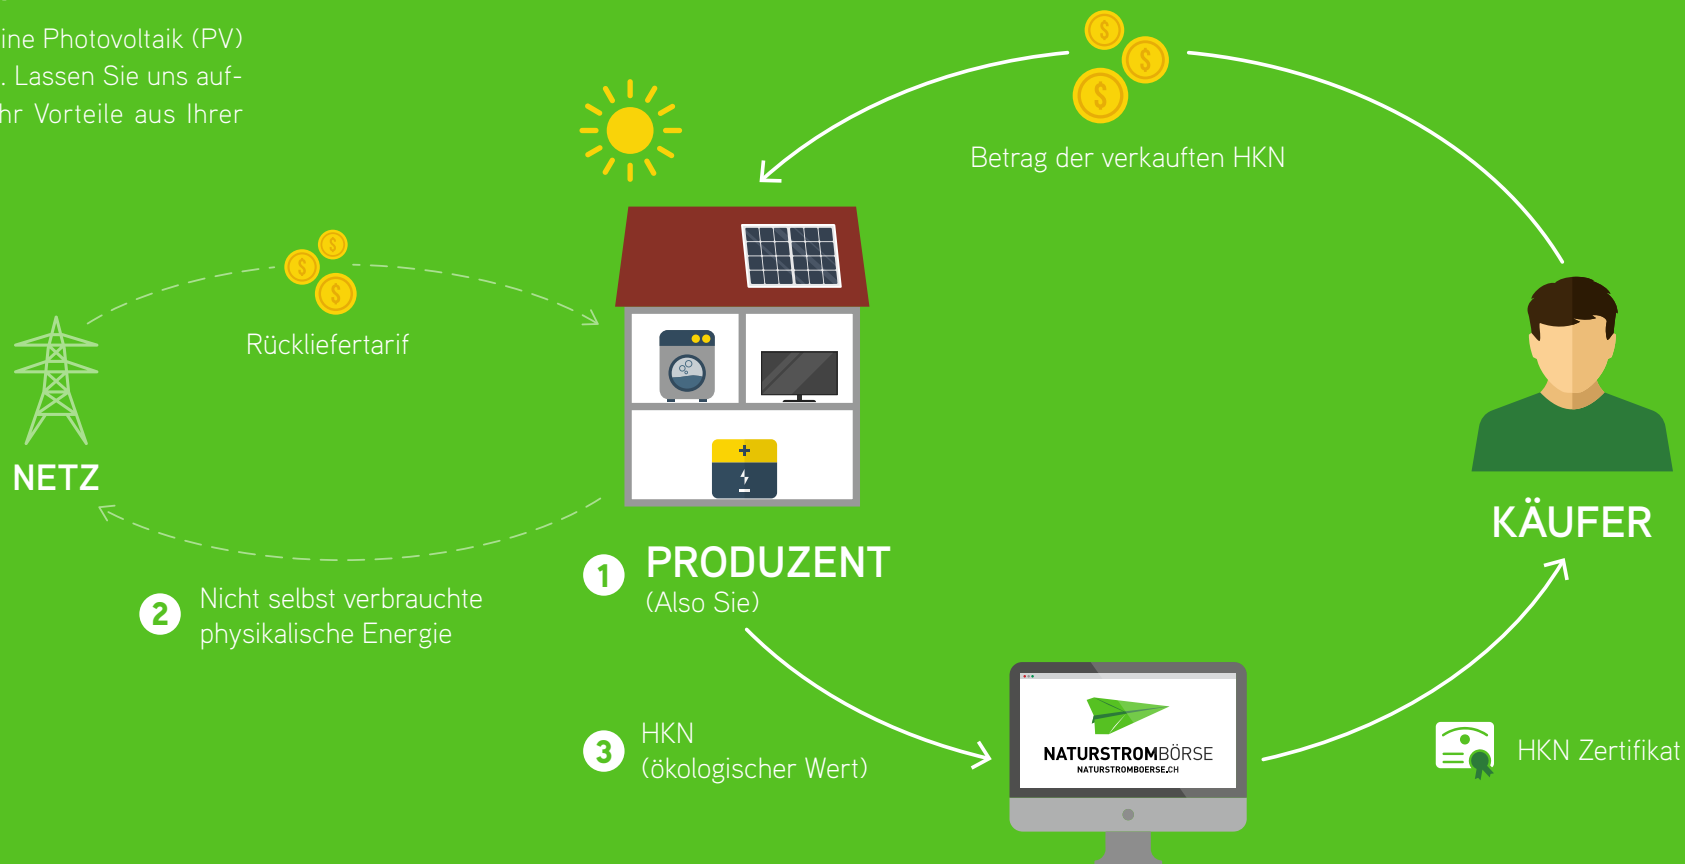 ine Photovoltaik (PV)
. Lassen Sie uns auf-
hr Vorteile aus Ihrer
Betrag der verkauften HKN
Rückliefertarif
NETZ
KÄUFER
1 PRODUZENT
(Also Sie)
2 Nicht selbst verbrauchte
physikalische Energie
3 HKN
(ökologischer Wert)
NATURSTROMBÖRSE
NATURSTROMBOERSE.CH
HKN Zertifikat